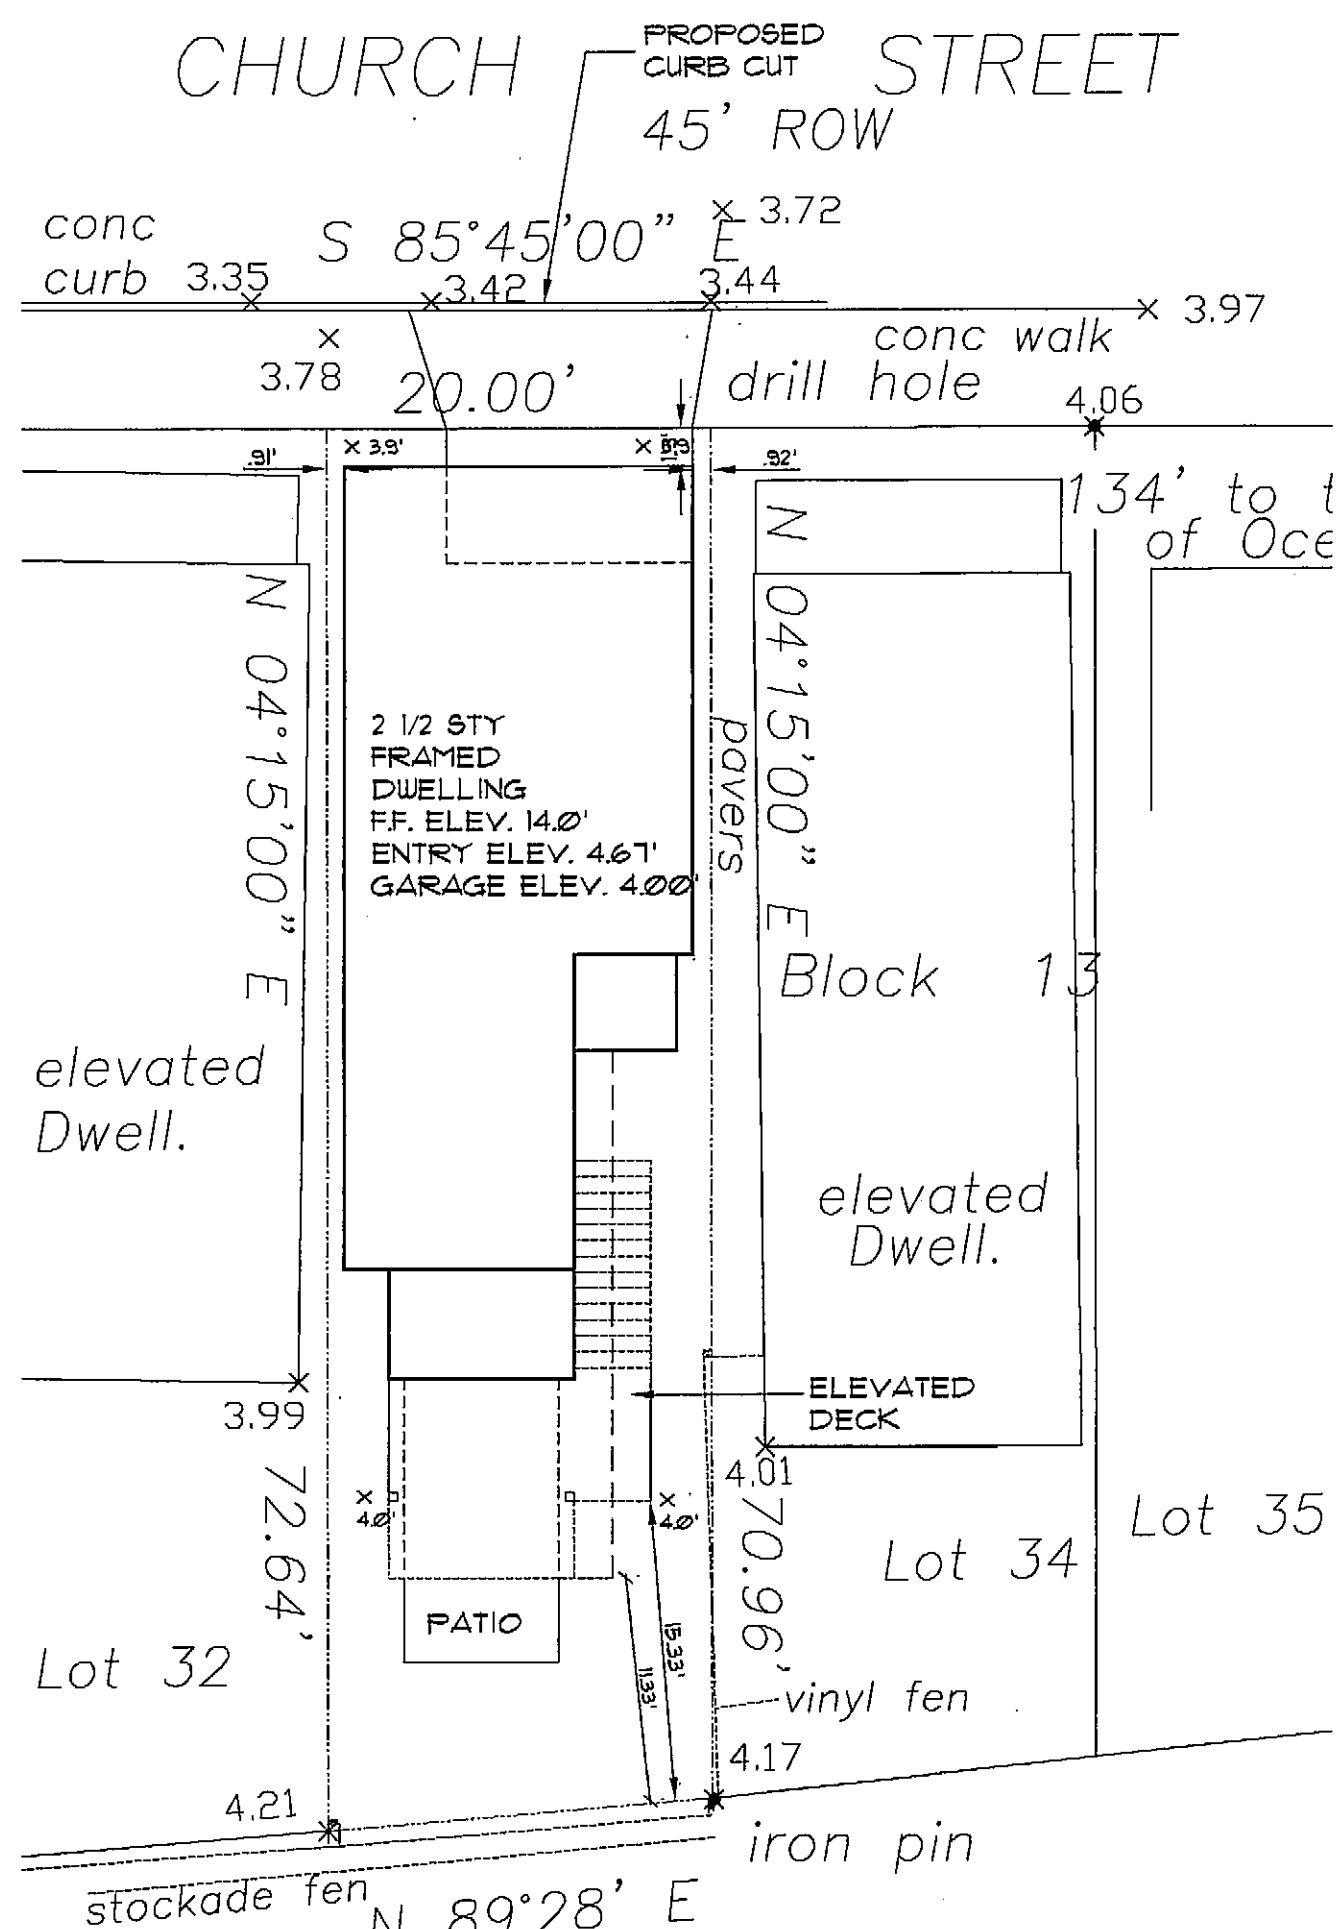 CHURCH STREET
PROPOSED
CURB CUT
45' ROW
conc
curb
S 85°45'00" E
3.72
3.35
3.42
3.44
3.97
conc walk
3.78
20.00'
drill hole
4.06
.91'
3.9'
.92'
134' to t
of Oce
N 04°15'00" E
N 04°15'00" E
pavers
2 1/2 STY
FRAMED
DWELLING
F.F. ELEV. 14.0'
ENTRY ELEV. 4.67'
GARAGE ELEV. 4.00'
Block 13
elevated
Dwell.
elevated
Dwell.
ELEVATED
DECK
3.99
4.01
72.64'
4.0'
4.0'
70.96'
Lot 35
Lot 34
PATIO
15.33'
11.33'
Lot 32
vinyl fen
4.17
4.21
iron pin
stockade fen
N 89°28' E